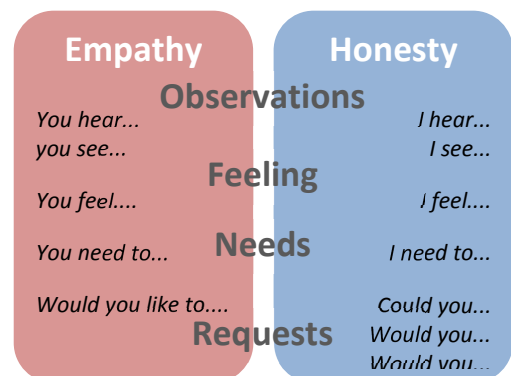 Empathy
Honesty
Observations
You hear...
you see...
I hear...
I see...
Feeling
You feel....
I feel....
Needs
You need to...
I need to...
Would you like to....
Could you...
Requests
Would you...
Would you...